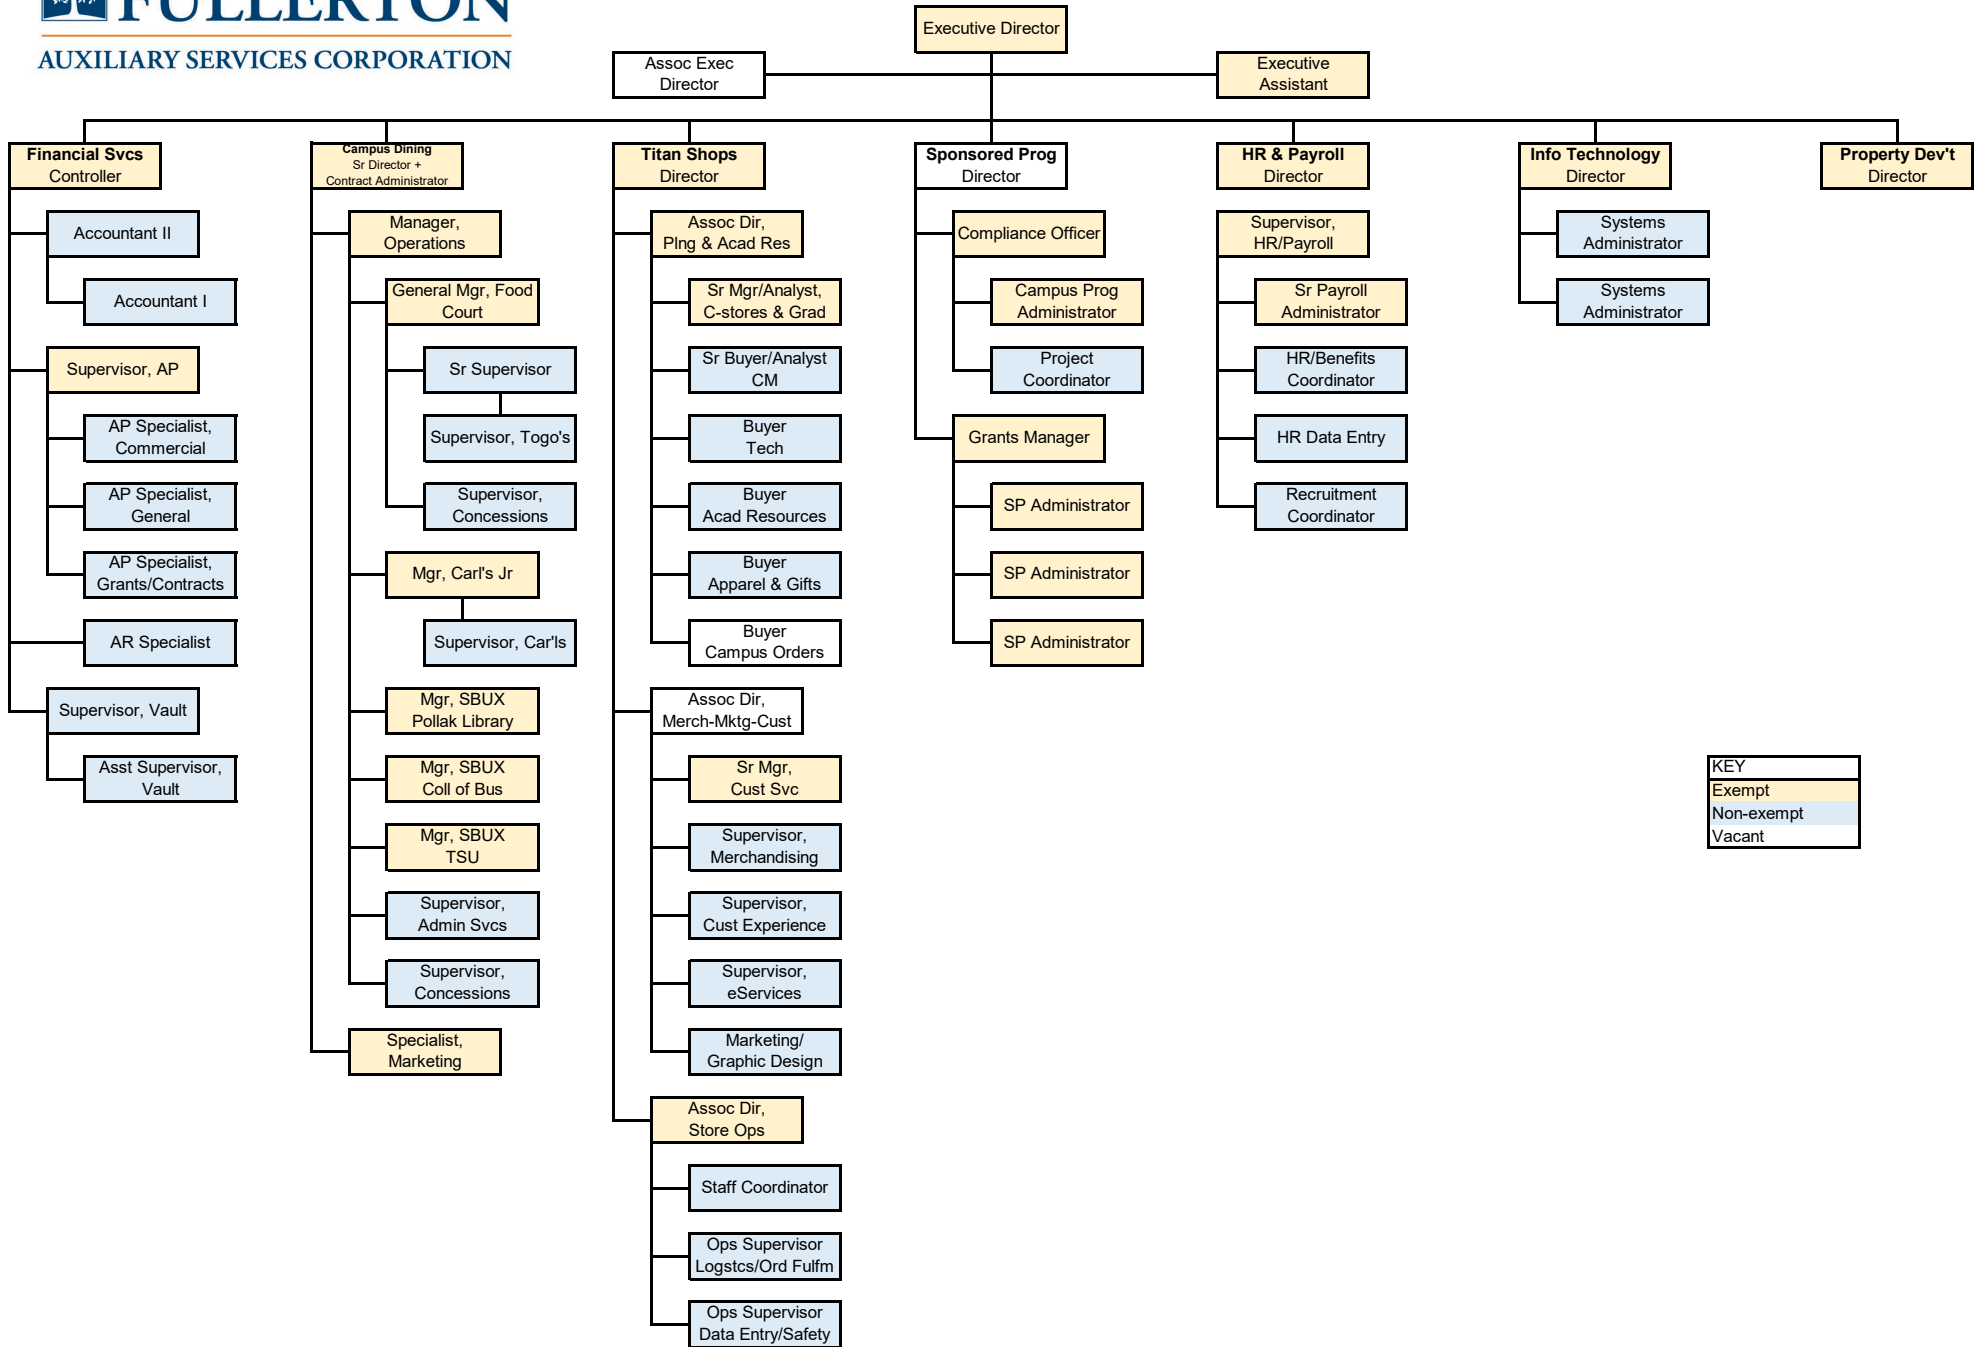 FULLERTON
AUXILIARY SERVICES CORPORATION
Executive Director
Assoc Exec
Director
Executive
Assistant
Financial Svcs
Controller
Campus Dining
Sr Director +
Contract Administrator
Titan Shops
Director
Sponsored Prog
Director
HR & Payroll
Director
Info Technology
Director
Property Dev't
Director
Accountant II
Accountant I
Supervisor, AP
AP Specialist,
Commercial
AP Specialist,
General
AP Specialist,
Grants/Contracts
AR Specialist
Supervisor, Vault
Asst Supervisor,
Vault
Manager,
Operations
General Mgr, Food
Court
Sr Supervisor
Supervisor, Togo's
Supervisor,
Concessions
Mgr, Carl's Jr
Supervisor, Car'ls
Mgr, SBUX
Pollak Library
Mgr, SBUX
Coll of Bus
Mgr, SBUX
TSU
Supervisor,
Admin Svcs
Supervisor,
Concessions
Specialist,
Marketing
Assoc Dir,
Plng & Acad Res
Sr Mgr/Analyst,
C-stores & Grad
Sr Buyer/Analyst
CM
Buyer
Tech
Buyer
Acad Resources
Buyer
Apparel & Gifts
Buyer
Campus Orders
Assoc Dir,
Merch-Mktg-Cust
Sr Mgr,
Cust Svc
Supervisor,
Merchandising
Supervisor,
Cust Experience
Supervisor,
eServices
Marketing/
Graphic Design
Assoc Dir,
Store Ops
Staff Coordinator
Ops Supervisor
Logstcs/Ord Fulfm
Ops Supervisor
Data Entry/Safety
Compliance Officer
Campus Prog
Administrator
Project
Coordinator
Grants Manager
SP Administrator
SP Administrator
SP Administrator
Supervisor,
HR/Payroll
Sr Payroll
Administrator
HR/Benefits
Coordinator
HR Data Entry
Recruitment
Coordinator
Systems
Administrator
Systems
Administrator
KEY
Exempt
Non-exempt
Vacant